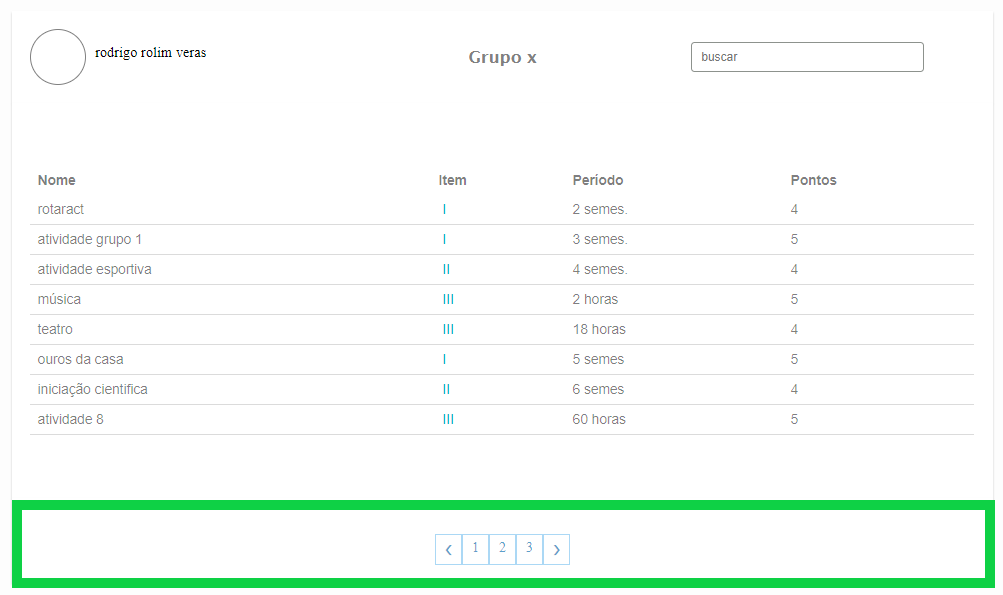 rodrigo rolim veras
Grupo x
buscar
Nome Item Período Pontos
rotaract I 2 semes. 4
atividade grupo 1 I 3 semes. 5
atividade esportiva II 4 semes. 4
música III 2 horas 5
teatro III 18 horas 4
ouros da casa I 5 semes 5
iniciação cientifica II 6 semes 4
atividade 8 III 60 horas 5
❮ 1 2 3 ❯